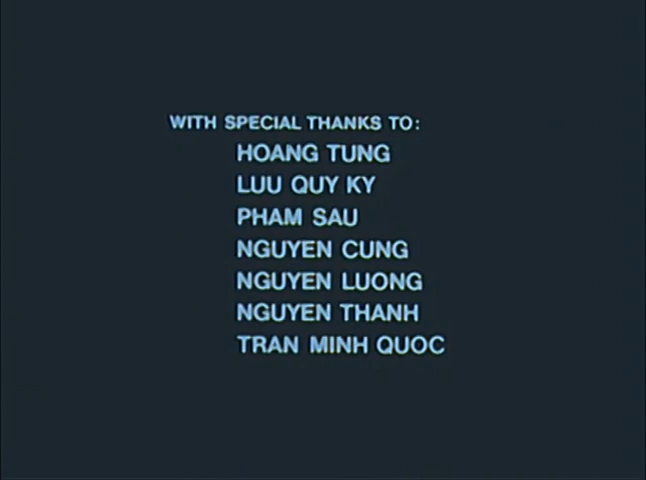 WITH SPECIAL THANKS TO:
HOANG TUNG
LUU QUY KY
PHAM SAU
NGUYEN CUNG
NGUYEN LUONG
NGUYEN THANH
TRAN MINH QUOC